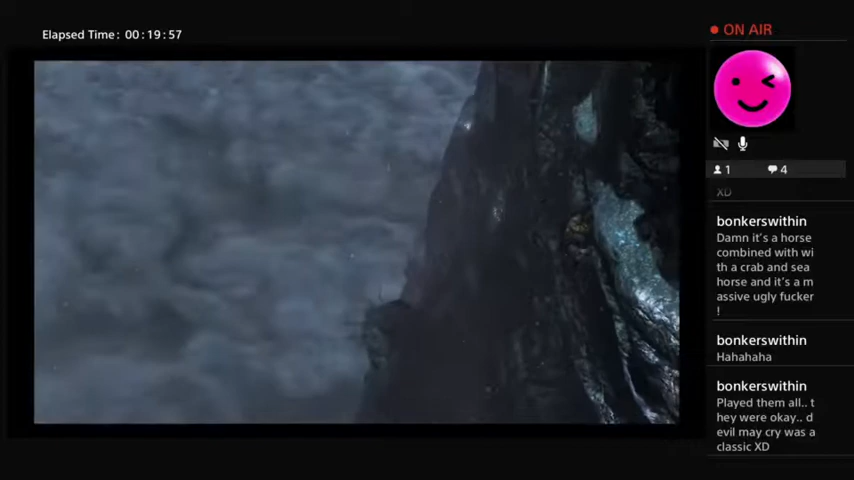 Elapsed Time: 00:19:57
ON AIR
1
4
XD
bonkerswithin
Damn it's a horse
combined with wi
th a crab and sea
horse and it's a m
assive ugly fucker
!
bonkerswithin
Hahahaha
bonkerswithin
Played them all.. t
hey were okay.. d
evil may cry was a
classic XD